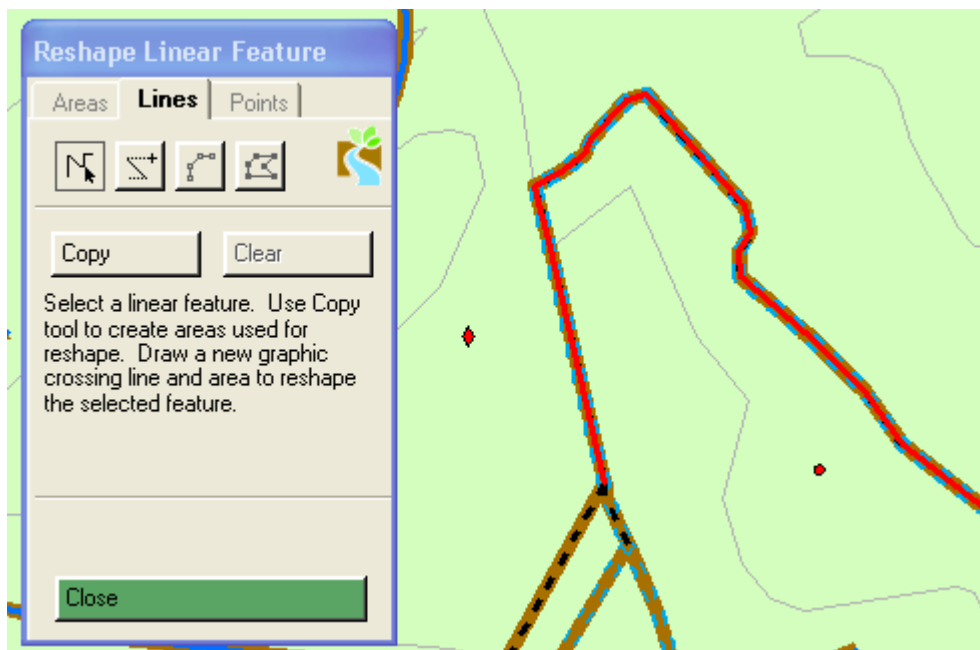 Reshape Linear Feature
Areas Lines Points
Copy Clear
Select a linear feature. Use Copy
tool to create areas used for
reshape. Draw a new graphic
crossing line and area to reshape
the selected feature.
Close